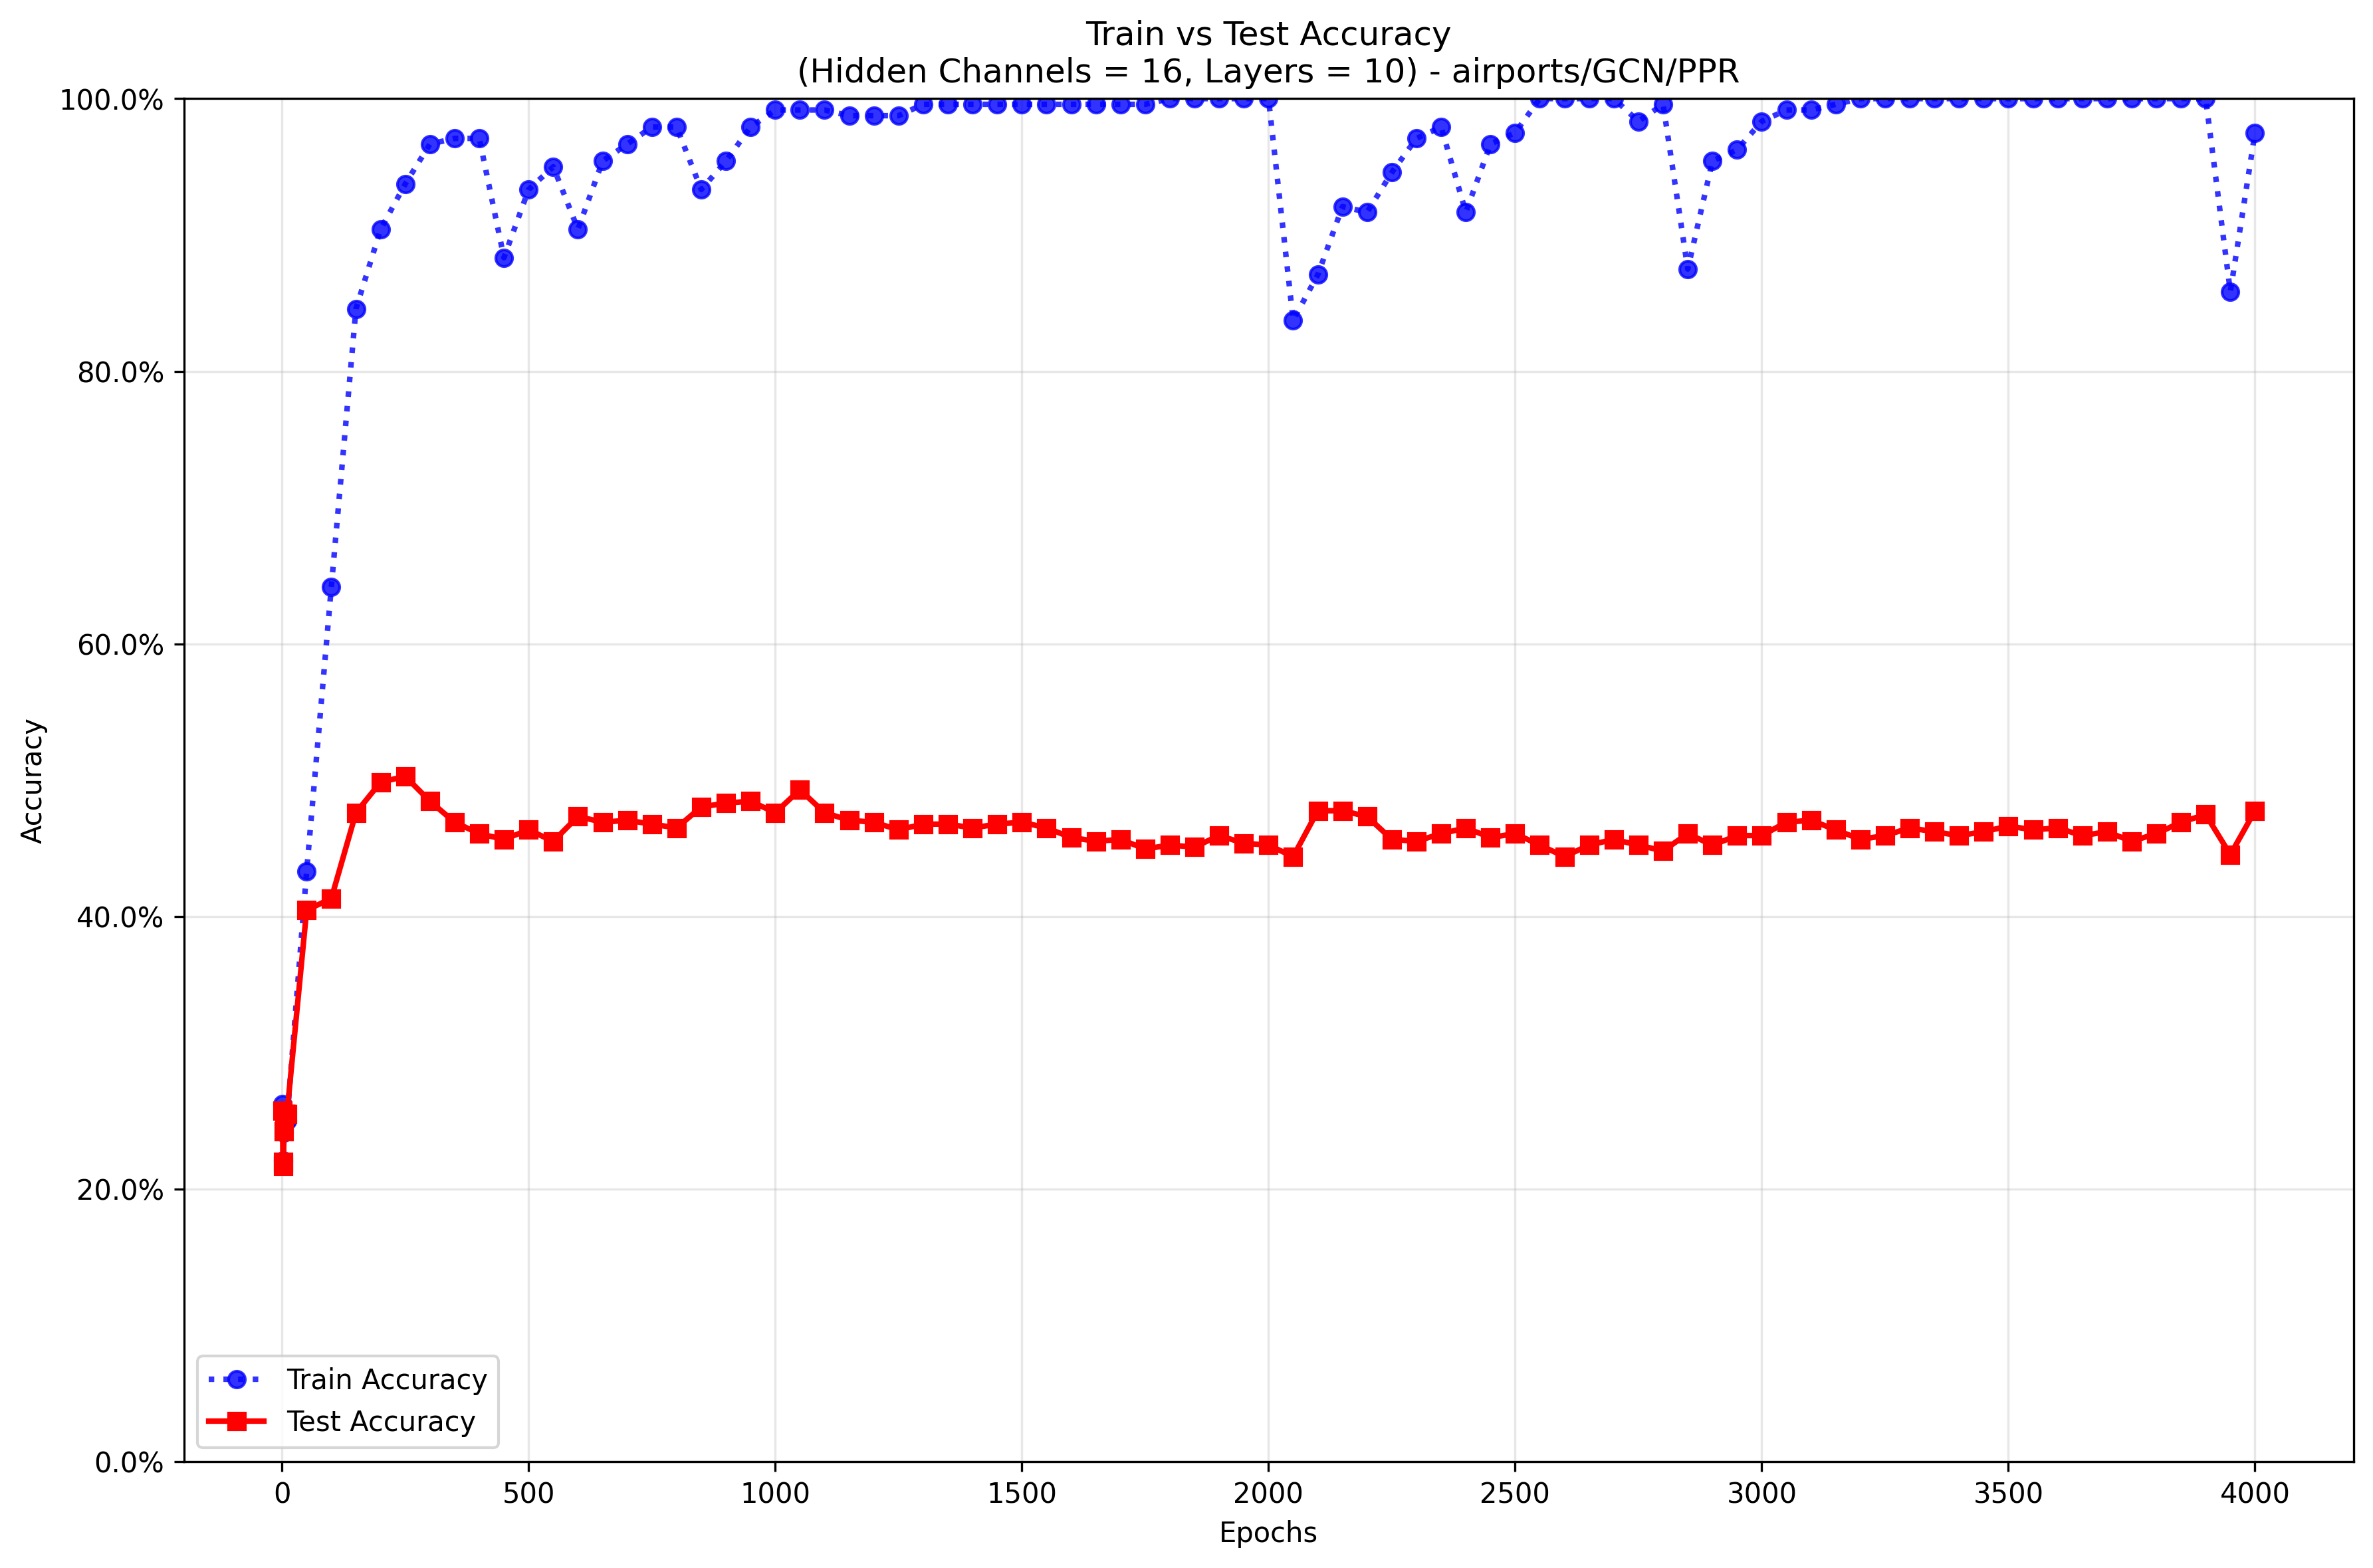 Train vs Test Accuracy
(Hidden Channels = 16, Layers = 10) - airports/GCN/PPR
100.0%
80.0%
60.0%
40.0%
20.0%
0.0%
Accuracy
Train Accuracy
Test Accuracy
0 500 1000 1500 2000 2500 3000 3500 4000
Epochs